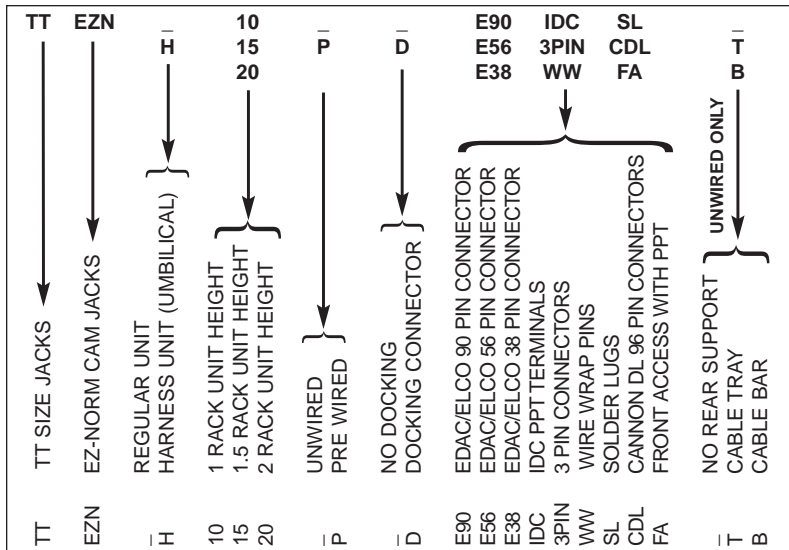 TT EZN _ 10 _ _ E90 IDC SL _
H 15 P D E56 3PIN CDL T
20 E38 WW FA B
UNWIRED ONLY
TT TT SIZE JACKS
EZN EZ-NORM CAM JACKS
_ REGULAR UNIT
H HARNESS UNIT (UMBILICAL)
10 1 RACK UNIT HEIGHT
15 1.5 RACK UNIT HEIGHT
20 2 RACK UNIT HEIGHT
_ UNWIRED
P PRE WIRED
_ NO DOCKING
D DOCKING CONNECTOR
E90 EDAC/ELCO 90 PIN CONNECTOR
E56 EDAC/ELCO 56 PIN CONNECTOR
E38 EDAC/ELCO 38 PIN CONNECTOR
IDC IDC PPT TERMINALS
3PIN 3 PIN CONNECTORS
WW WIRE WRAP PINS
SL SOLDER LUGS
CDL CANNON DL 96 PIN CONNECTORS
FA FRONT ACCESS WITH PPT
_ NO REAR SUPPORT
T CABLE TRAY
B CABLE BAR